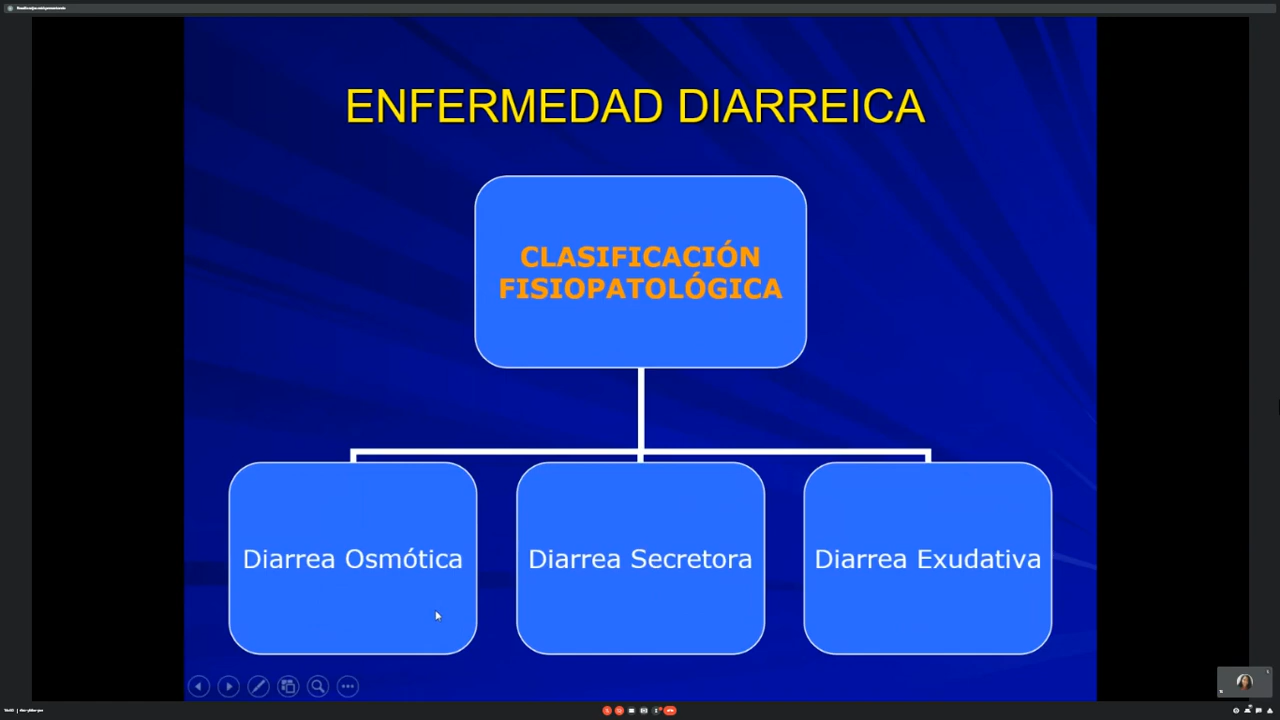 ENFERMEDAD DIARREICA
CLASIFICACIÓN
FISIOPATOLÓGICA
Diarrea Osmótica
Diarrea Secretora
Diarrea Exudativa